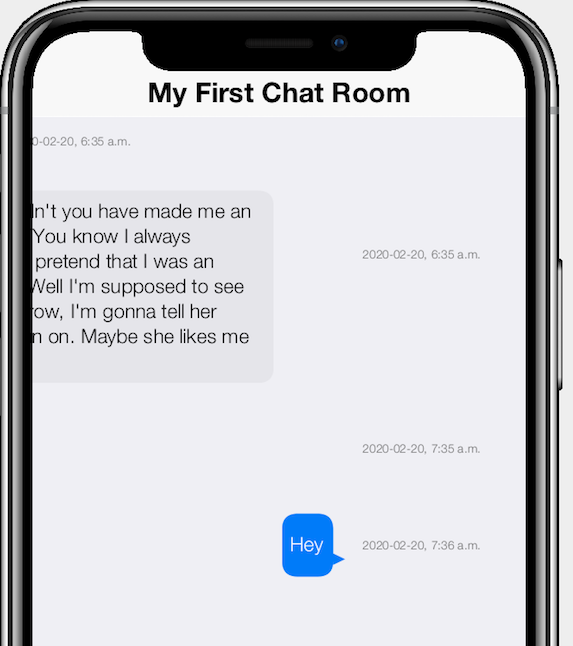 My First Chat Room
0-02-20, 6:35 a.m.
n't you have made me an
You know I always
pretend that I was an
Well I'm supposed to see
row, I'm gonna tell her
n on. Maybe she likes me
2020-02-20, 6:35 a.m.
2020-02-20, 7:35 a.m.
Hey
2020-02-20, 7:36 a.m.